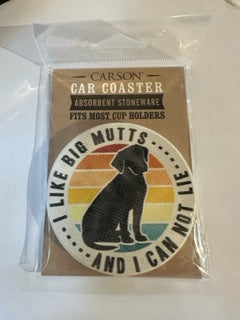 CARSON®
CAR COASTER
ABSORBENT STONEWARE
FITS MOST CUP HOLDERS
I LIKE BIG MUTTS......
......AND I CAN NOT LIE